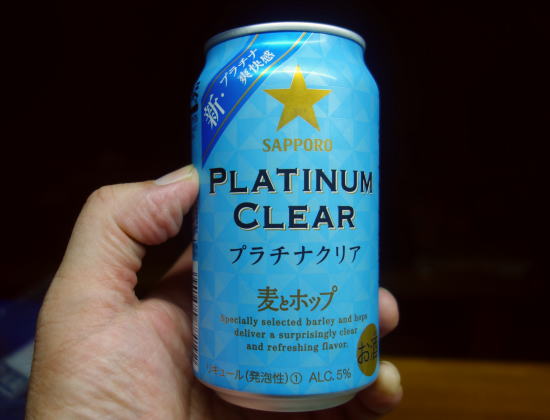 新・プラチナ
爽快感
SAPPORO
PLATINUM
CLEAR
プラチナクリア
麦とホップ
Specially selected barley and hops
deliver a surprisingly clear
and refreshing flavor.
お酒
リキュール(発泡性)① ALC.5%